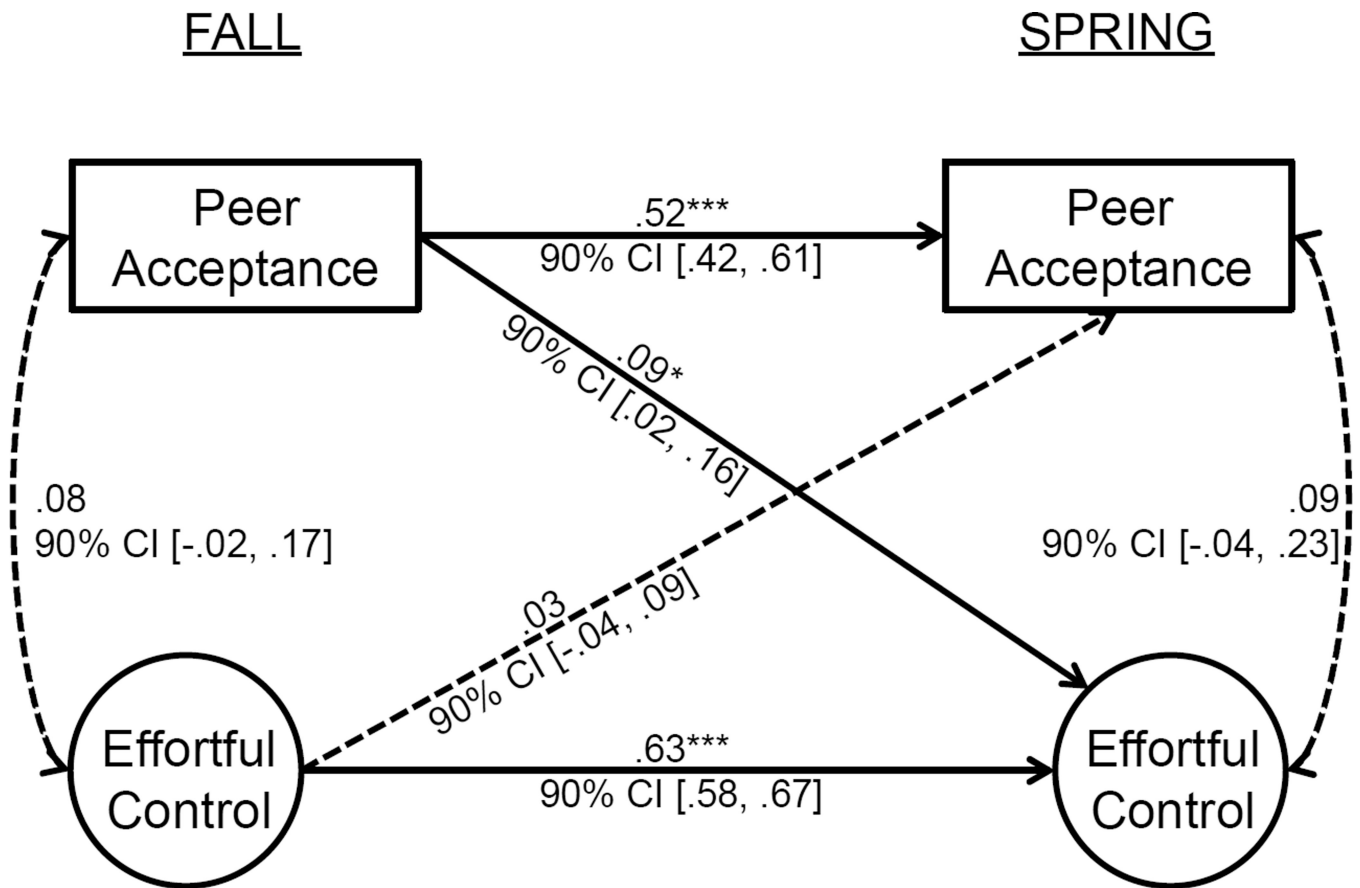 FALL
SPRING
Peer
Acceptance
.52***
90% CI [.42, .61]
Peer
Acceptance
.09*
90% CI [.02, .16]
.08
90% CI [-.02, .17]
.09
90% CI [-.04, .23]
.03
90% CI [-.04, .09]
Effortful
Control
.63***
90% CI [.58, .67]
Effortful
Control